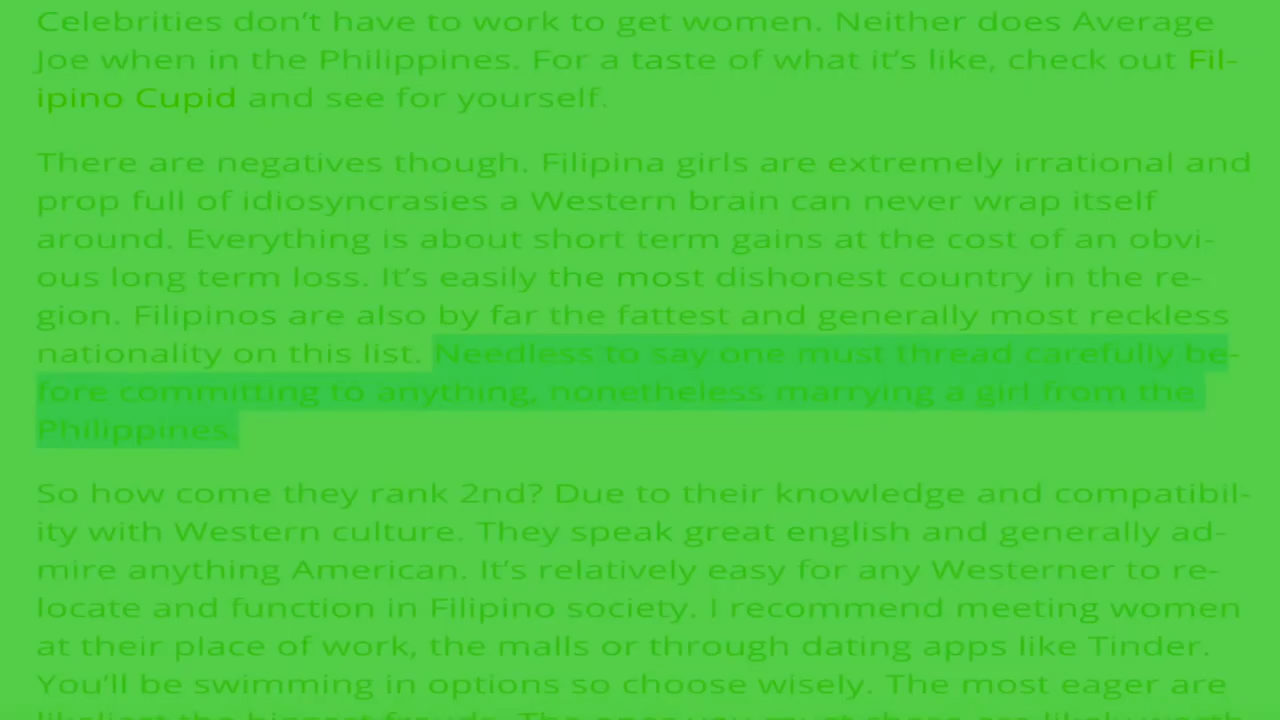 Celebrities don't have to work to get women. Neither does Average
Joe when in the Philippines. For a taste of what it's like, check out Fil-
ipino Cupid and see for yourself.
There are negatives though. Filipina girls are extremely irrational and
prop full of idiosyncrasies a Western brain can never wrap itself
around. Everything is about short term gains at the cost of an obvi-
ous long term loss. It's easily the most dishonest country in the re-
gion. Filipinos are also by far the fattest and generally most reckless
nationality on this list. Needless to say one must thread carefully be-
fore committing to anything, nonetheless marrying a girl from the
Philippines.
So how come they rank 2nd? Due to their knowledge and compatibil-
ity with Western culture. They speak great english and generally ad-
mire anything American. It's relatively easy for any Westerner to re-
locate and function in Filipino society. I recommend meeting women
at their place of work, the malls or through dating apps like Tinder.
You'll be swimming in options so choose wisely. The most eager are
likeliest the biggest frauds. The ones you must